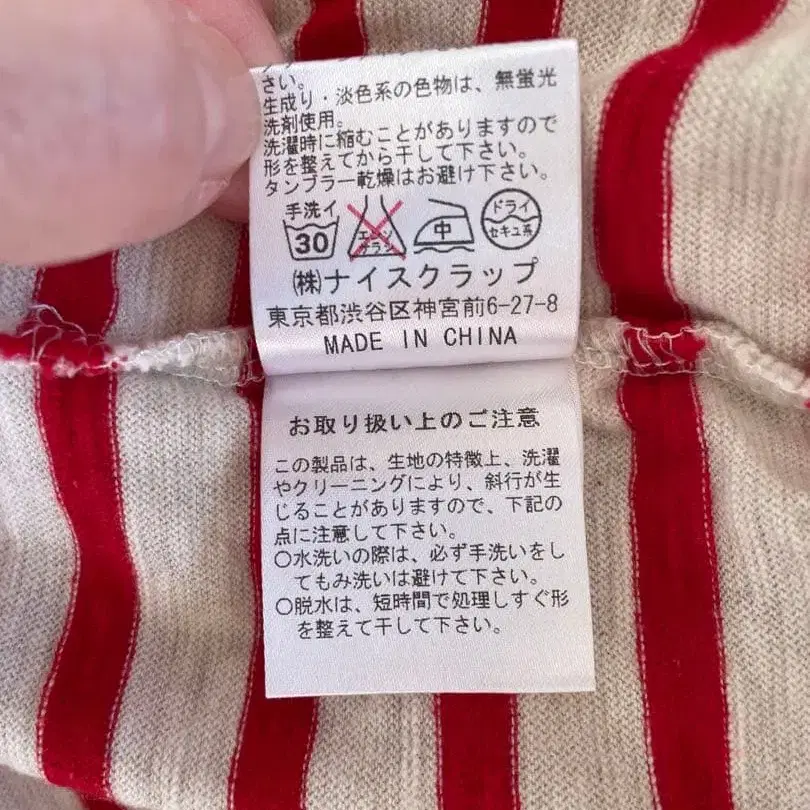 さい。
生成り・淡色系の色物は、無蛍光
洗剤使用。
洗濯時に縮むことがありますので
形を整えてから干して下さい。
タンブラー乾燥はお避け下さい。
手洗イ ドライ
30 エンソ 中 セキユ系
サラシ
㈱ナイスクラップ
東京都渋谷区神宮前6-27-8
MADE IN CHINA
お取り扱い上のご注意
この製品は、生地の特徴上、洗濯
やクリーニングにより、斜行が生
じることがありますので、下記の
点に注意して下さい。
○水洗いの際は、必ず手洗いをし
てもみ洗いは避けて下さい。
○脱水は、短時間で処理しすぐ形
を整えて干して下さい。